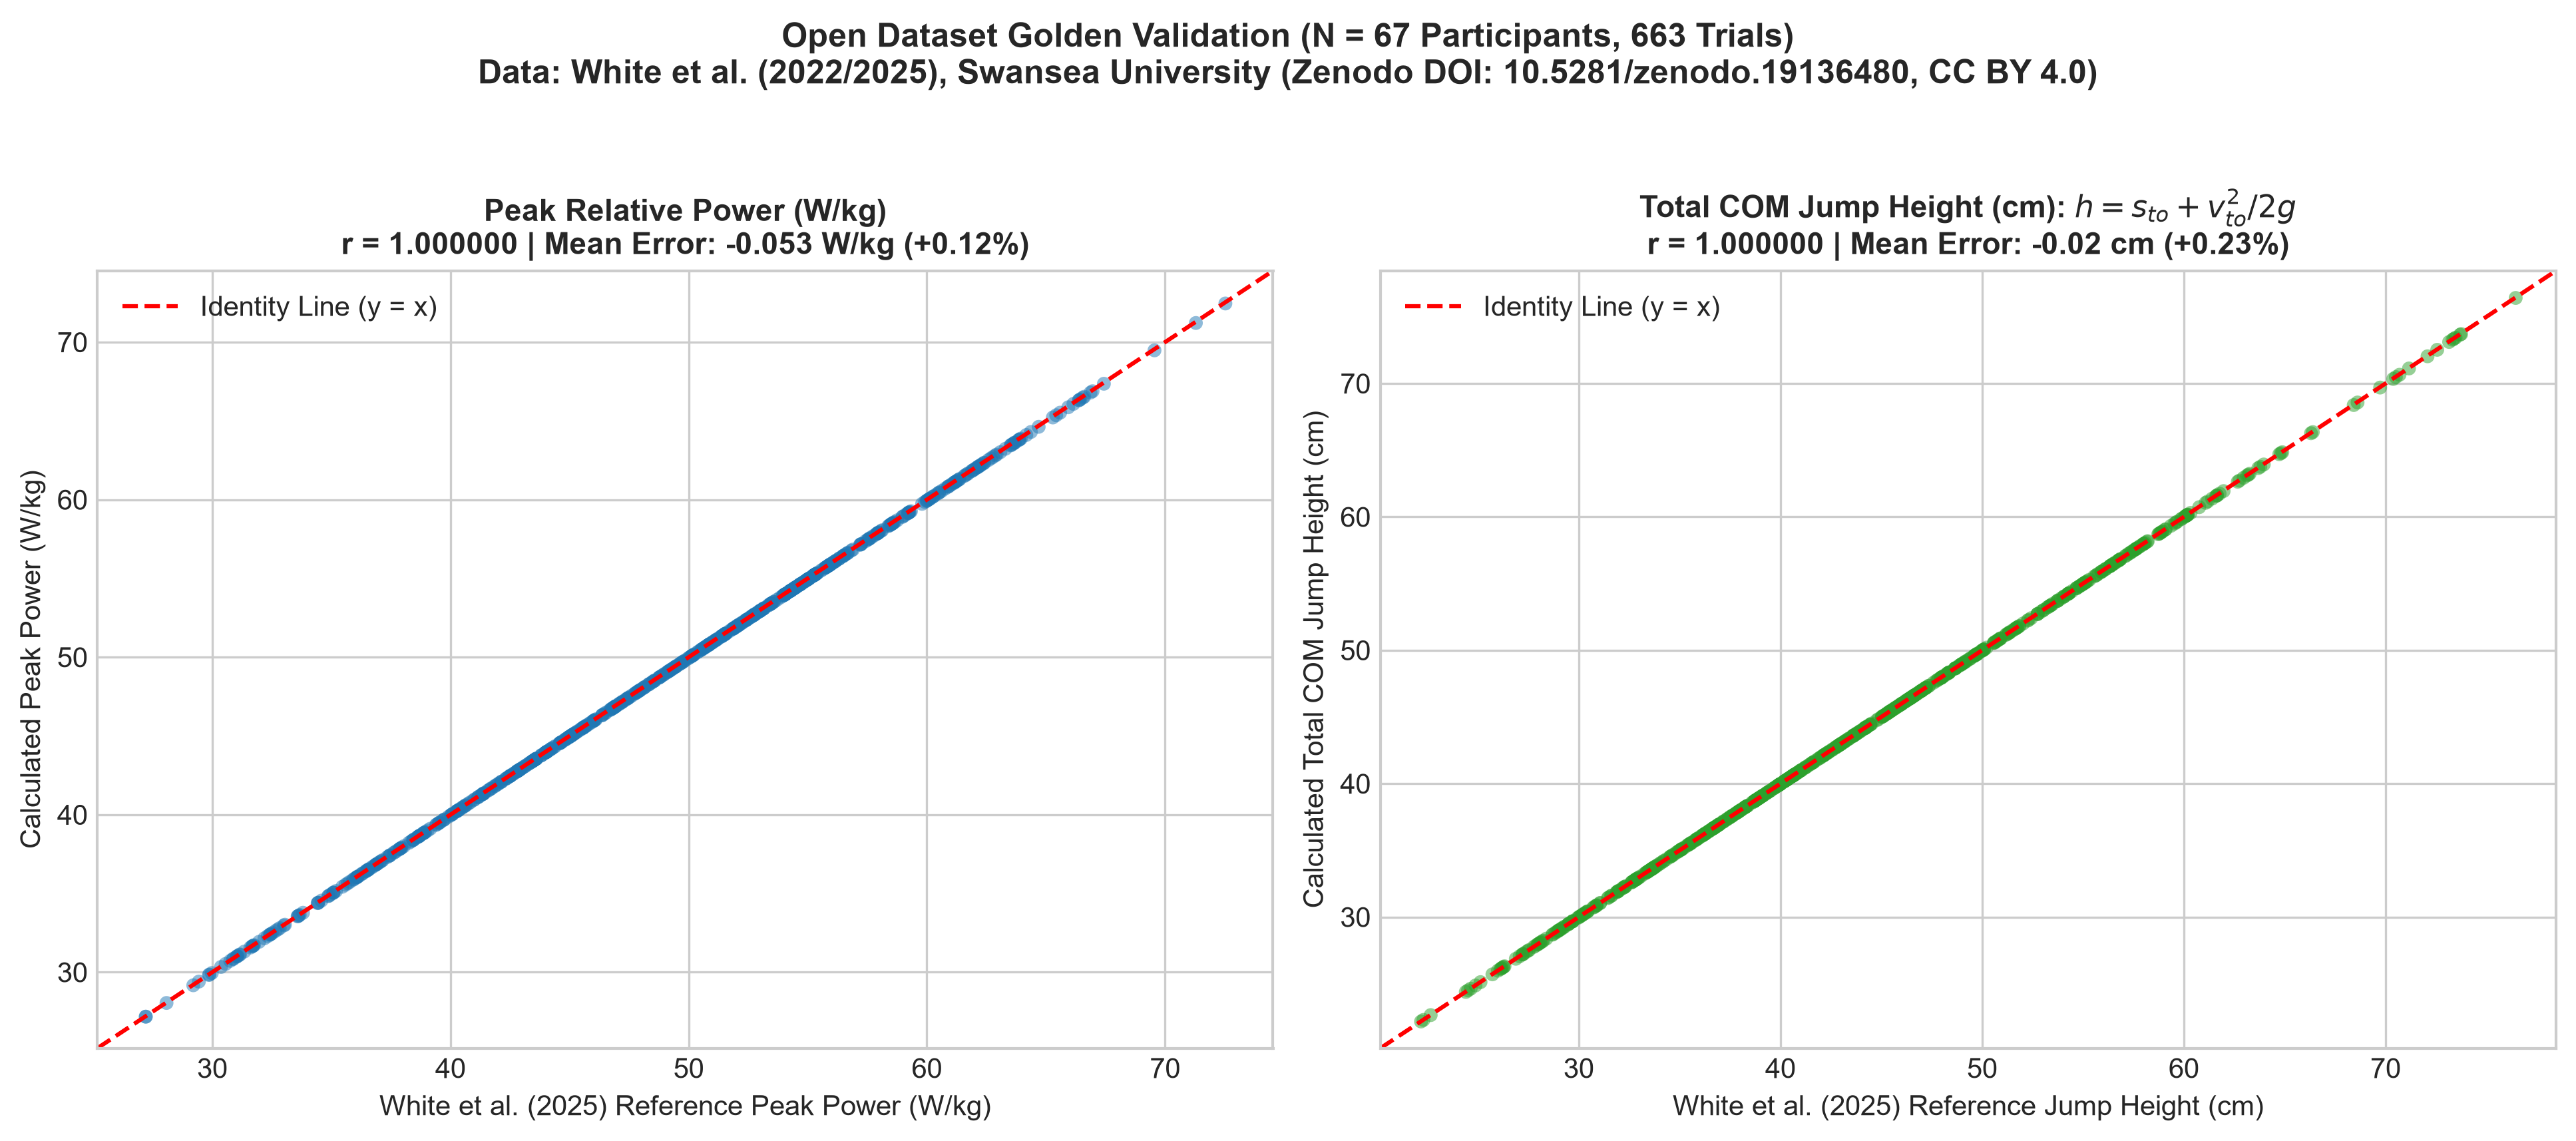 Open Dataset Golden Validation (N = 67 Participants, 663 Trials)
Data: White et al. (2022/2025), Swansea University (Zenodo DOI: 10.5281/zenodo.19136480, CC BY 4.0)
Peak Relative Power (W/kg)
r = 1.000000 | Mean Error: -0.053 W/kg (+0.12%)
Identity Line (y = x)
Calculated Peak Power (W/kg)
70
60
50
40
30
30 40 50 60 70
White et al. (2025) Reference Peak Power (W/kg)
Total COM Jump Height (cm): h = s_{to} + v_{to}^2/2g
r = 1.000000 | Mean Error: -0.02 cm (+0.23%)
Identity Line (y = x)
Calculated Total COM Jump Height (cm)
70
60
50
40
30
30 40 50 60 70
White et al. (2025) Reference Jump Height (cm)